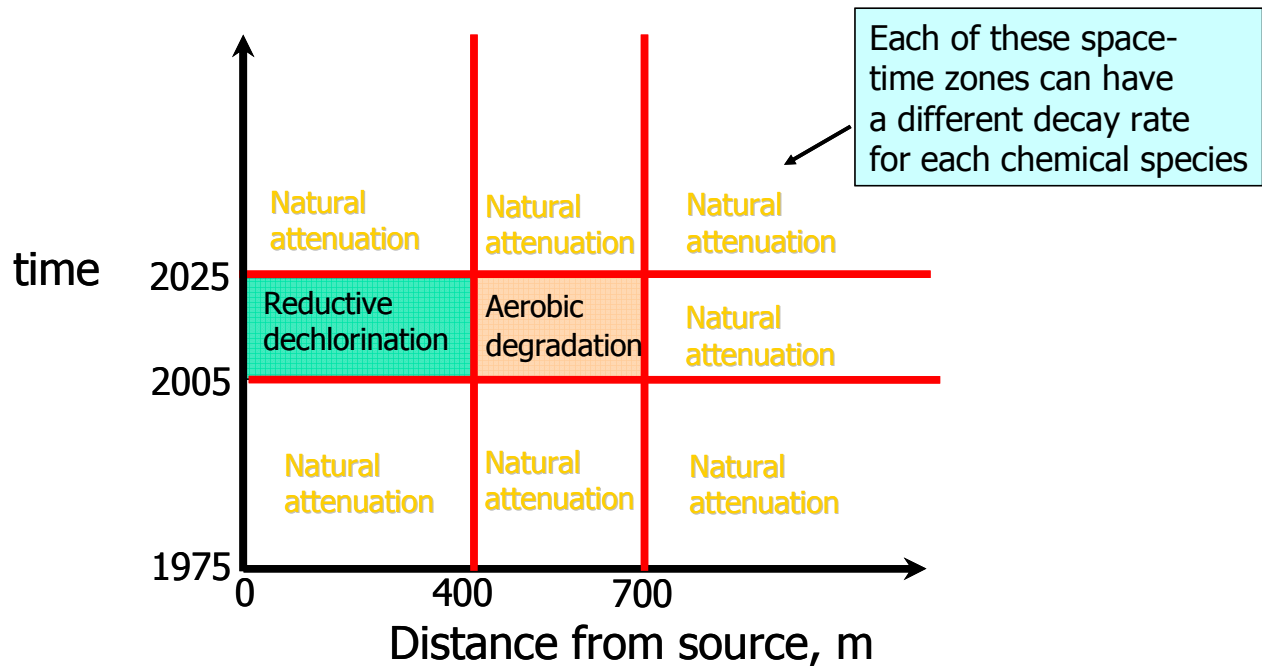 Each of these space-
time zones can have
a different decay rate
for each chemical species
Natural
attenuation
Natural
attenuation
Natural
attenuation
time
2025
Reductive
dechlorination
Aerobic
degradation
Natural
attenuation
2005
Natural
attenuation
Natural
attenuation
Natural
attenuation
1975
0
400
700
Distance from source, m